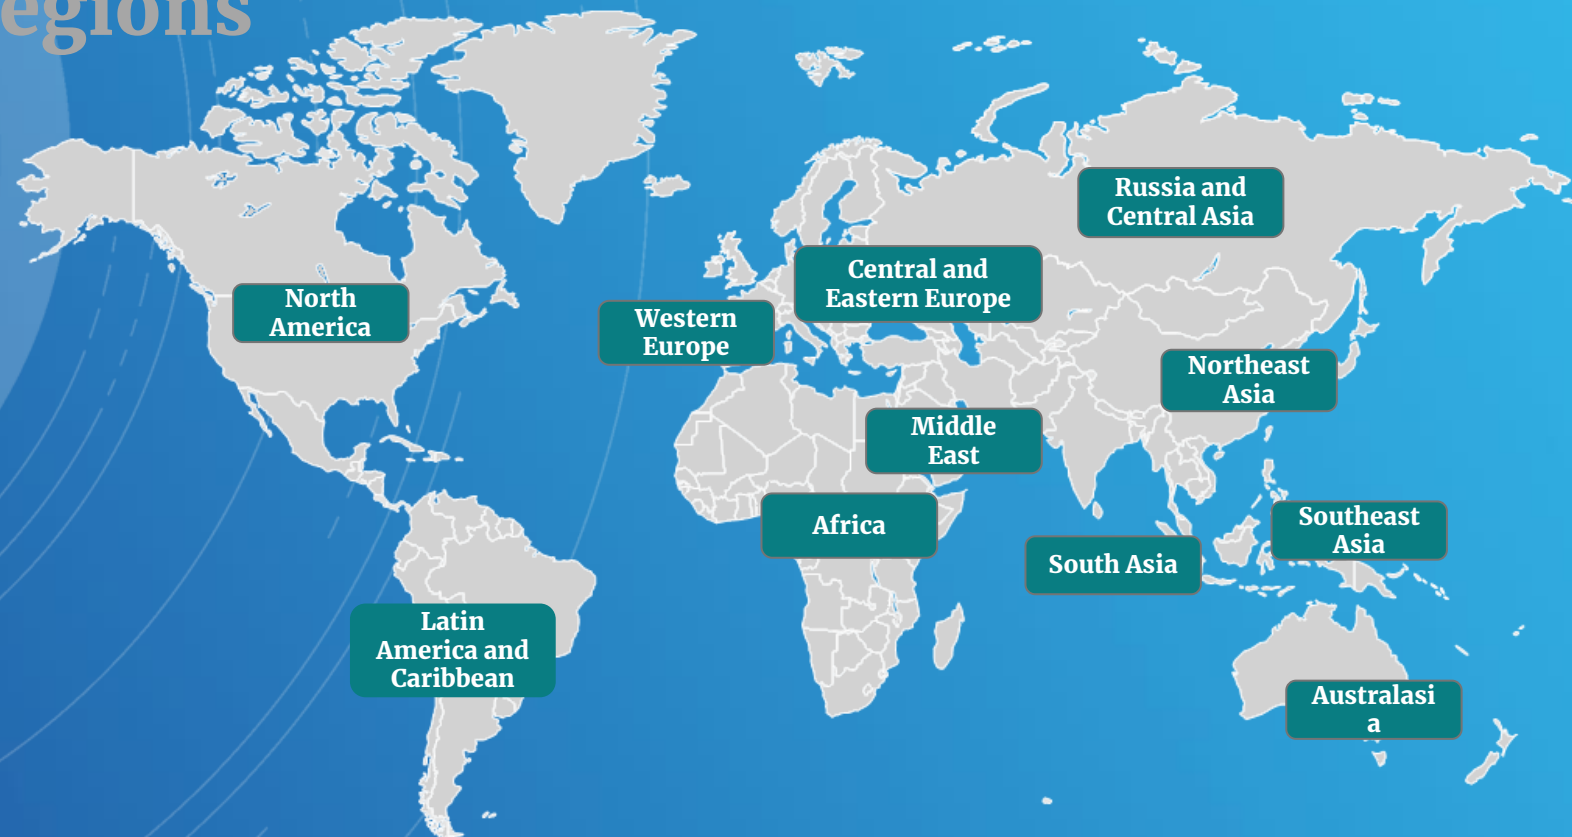 egions
Russia and
Central Asia
Central and
Eastern Europe
North
America
Western
Europe
Northeast
Asia
Middle
East
Africa
Southeast
Asia
South Asia
Latin
America and
Caribbean
Australasi
a